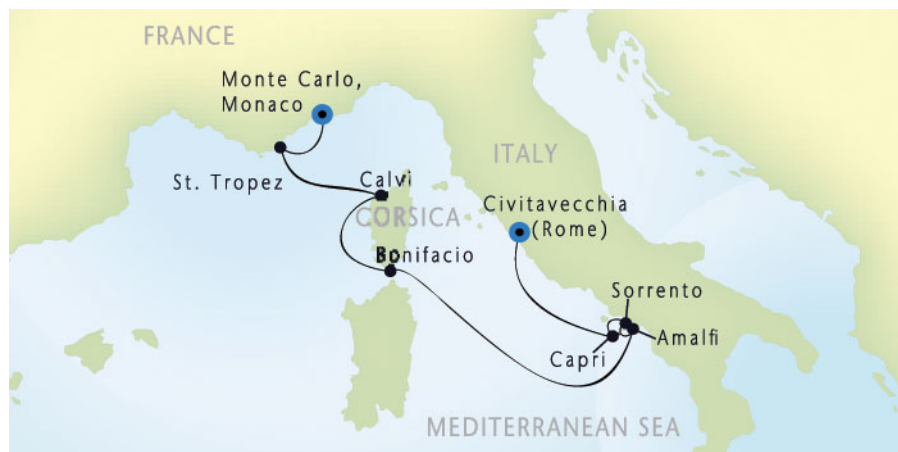 FRANCE
Monte Carlo,
Monaco
ITALY
St. Tropez
Calvi
CORSICA
Civitavecchia
(Rome)
Bonifacio
Sorrento
Capri
Amalfi
MEDITERRANEAN SEA